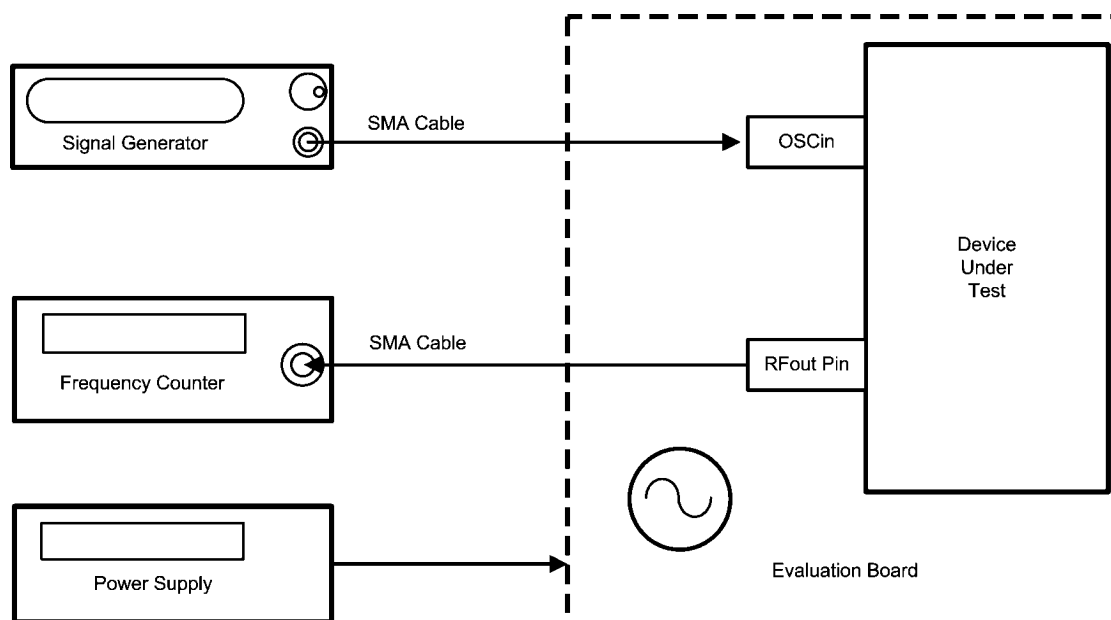 SMA Cable
Signal Generator
OSCin
Device
Under
Test
SMA Cable
Frequency Counter
RFout Pin
Power Supply
Evaluation Board